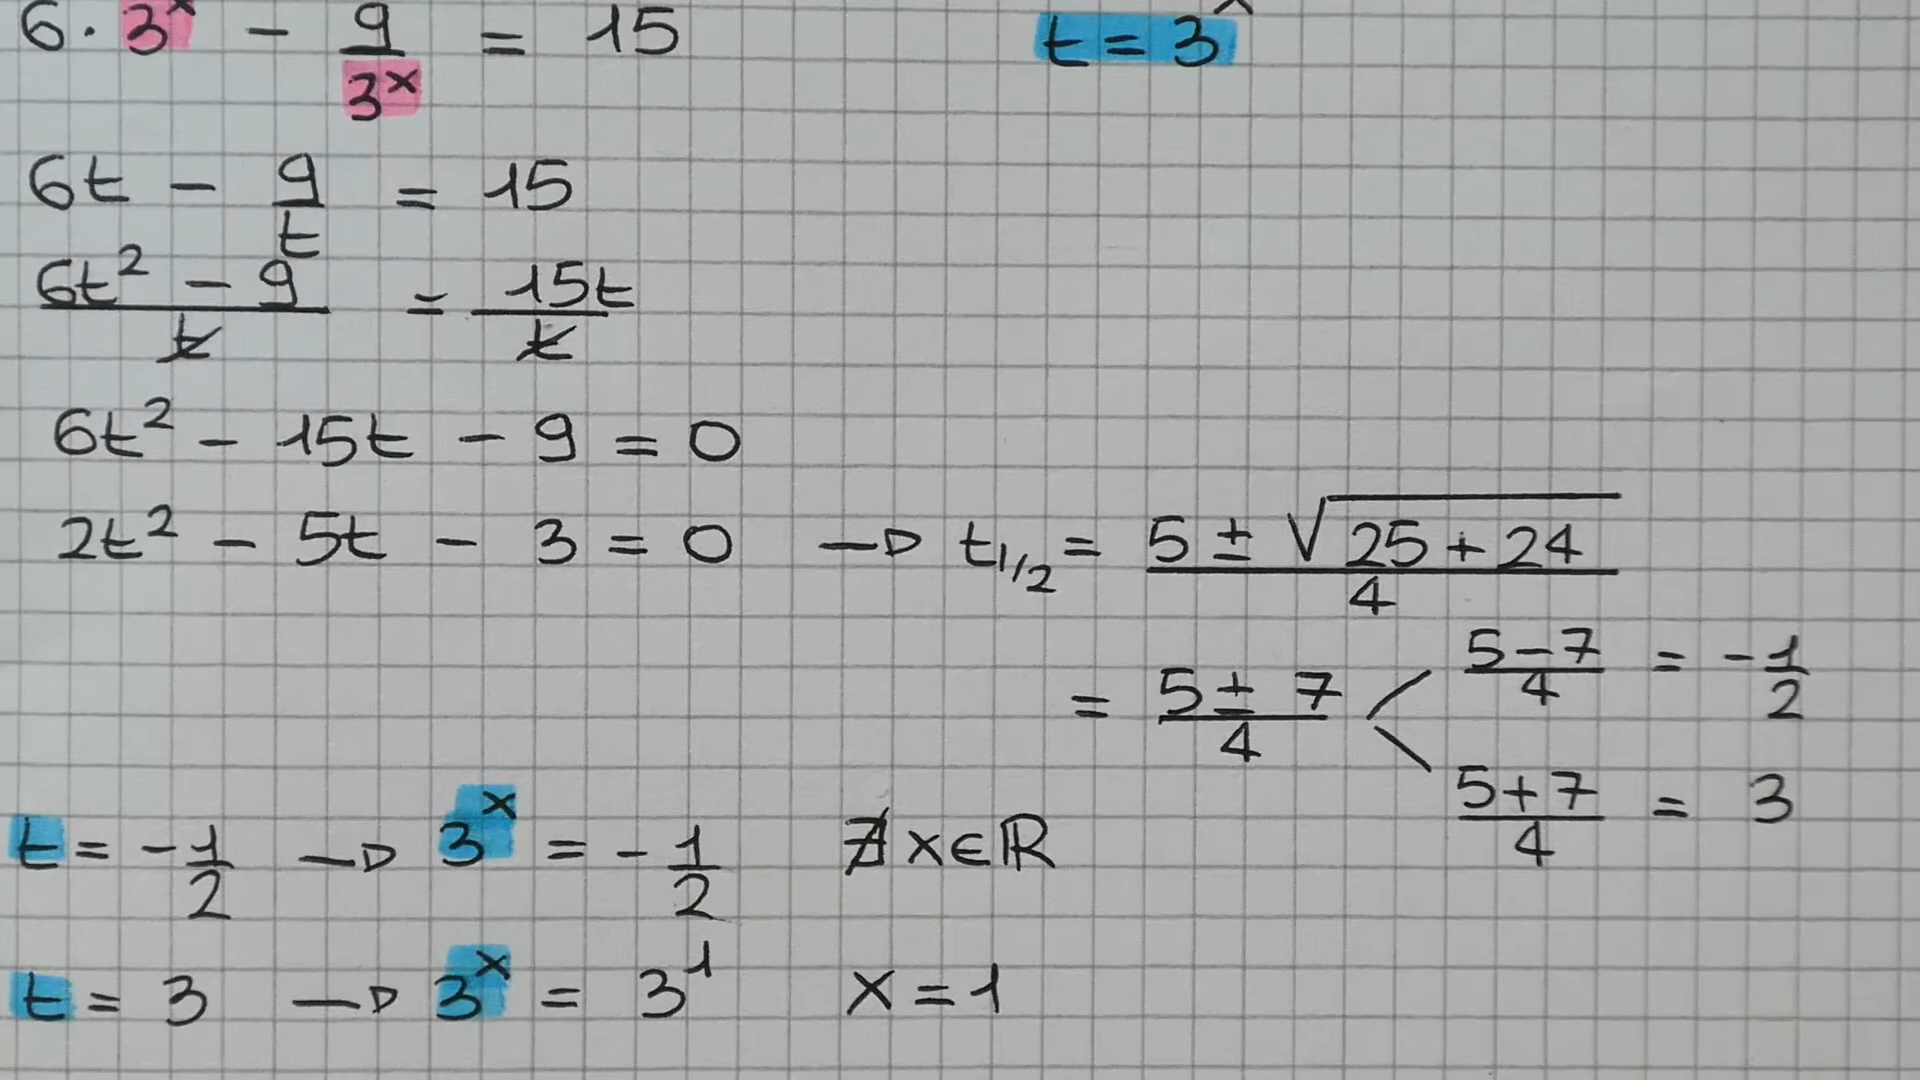 6 · 3^x - 9/3^x = 15 t = 3^x
6t - 9/t = 15
(6t² - 9)/t = 15t/t
6t² - 15t - 9 = 0
2t² - 5t - 3 = 0 → t₁/₂ = (5 ± √(25 + 24))/4
= (5 ± 7)/4
(5 - 7)/4 = -1/2
(5 + 7)/4 = 3
t = -1/2 → 3^x = -1/2 ∄ x ∈ ℝ
t = 3 → 3^x = 3^1 x = 1